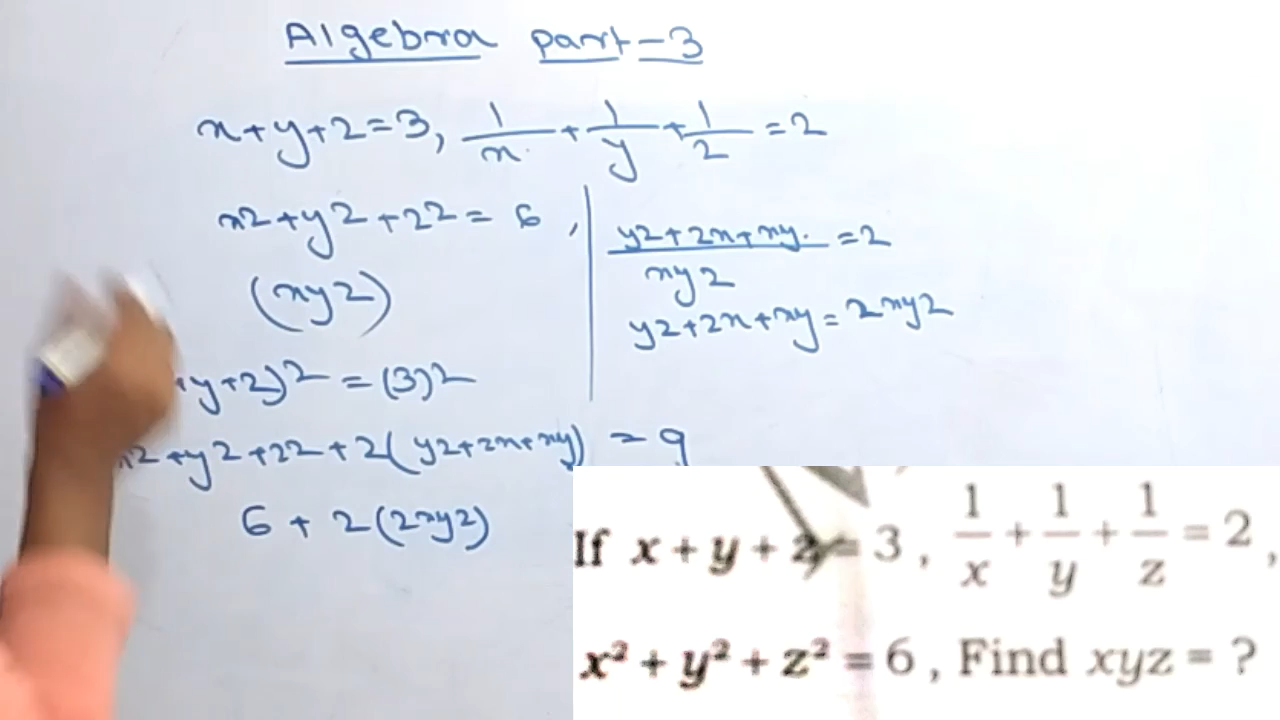 Algebra part-3
x+y+z=3, 1/x + 1/y + 1/z = 2
x²+y²+z² = 6,
(xyz)
+y+z)² = (3)²
x²+y²+z²+2(yz+zx+xy) = 9
6 + 2(2xyz)
(yz+zx+xy)/xyz = 2
yz+zx+xy = 2xyz
If x + y + z = 3, 1/x + 1/y + 1/z = 2,
x² + y² + z² = 6, Find xyz = ?